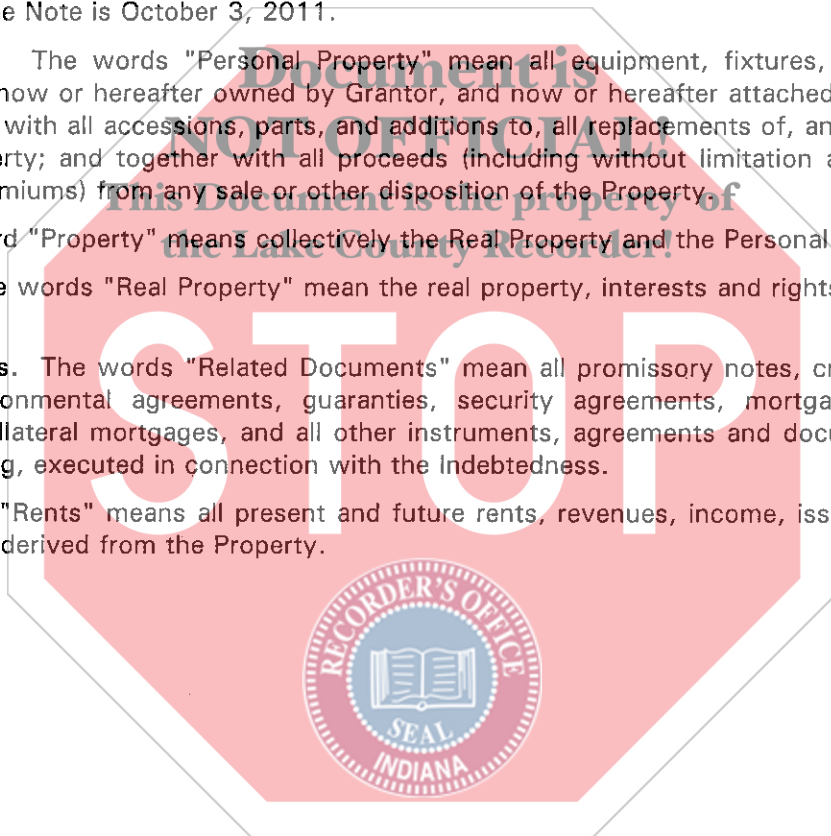 e Note is October 3, 2011.
The words "Personal Property" mean all equipment, fixtures,
now or hereafter owned by Grantor, and now or hereafter attached
with all accessions, parts, and additions to, all replacements of, an
erty; and together with all proceeds (including without limitation a
miums) from any sale or other disposition of the Property.
rd "Property" means collectively the Real Property and the Personal
e words "Real Property" mean the real property, interests and rights
s. The words "Related Documents" mean all promissory notes, cr
onmental agreements, guaranties, security agreements, mortga
llateral mortgages, and all other instruments, agreements and docu
g, executed in connection with the Indebtedness.
"Rents" means all present and future rents, revenues, income, iss
derived from the Property.
Document is
NOT OFFICIAL!
This Document is the property of
the Lake County Recorder!
STOP
RECORDER'S OFFICE
SEAL
INDIANA